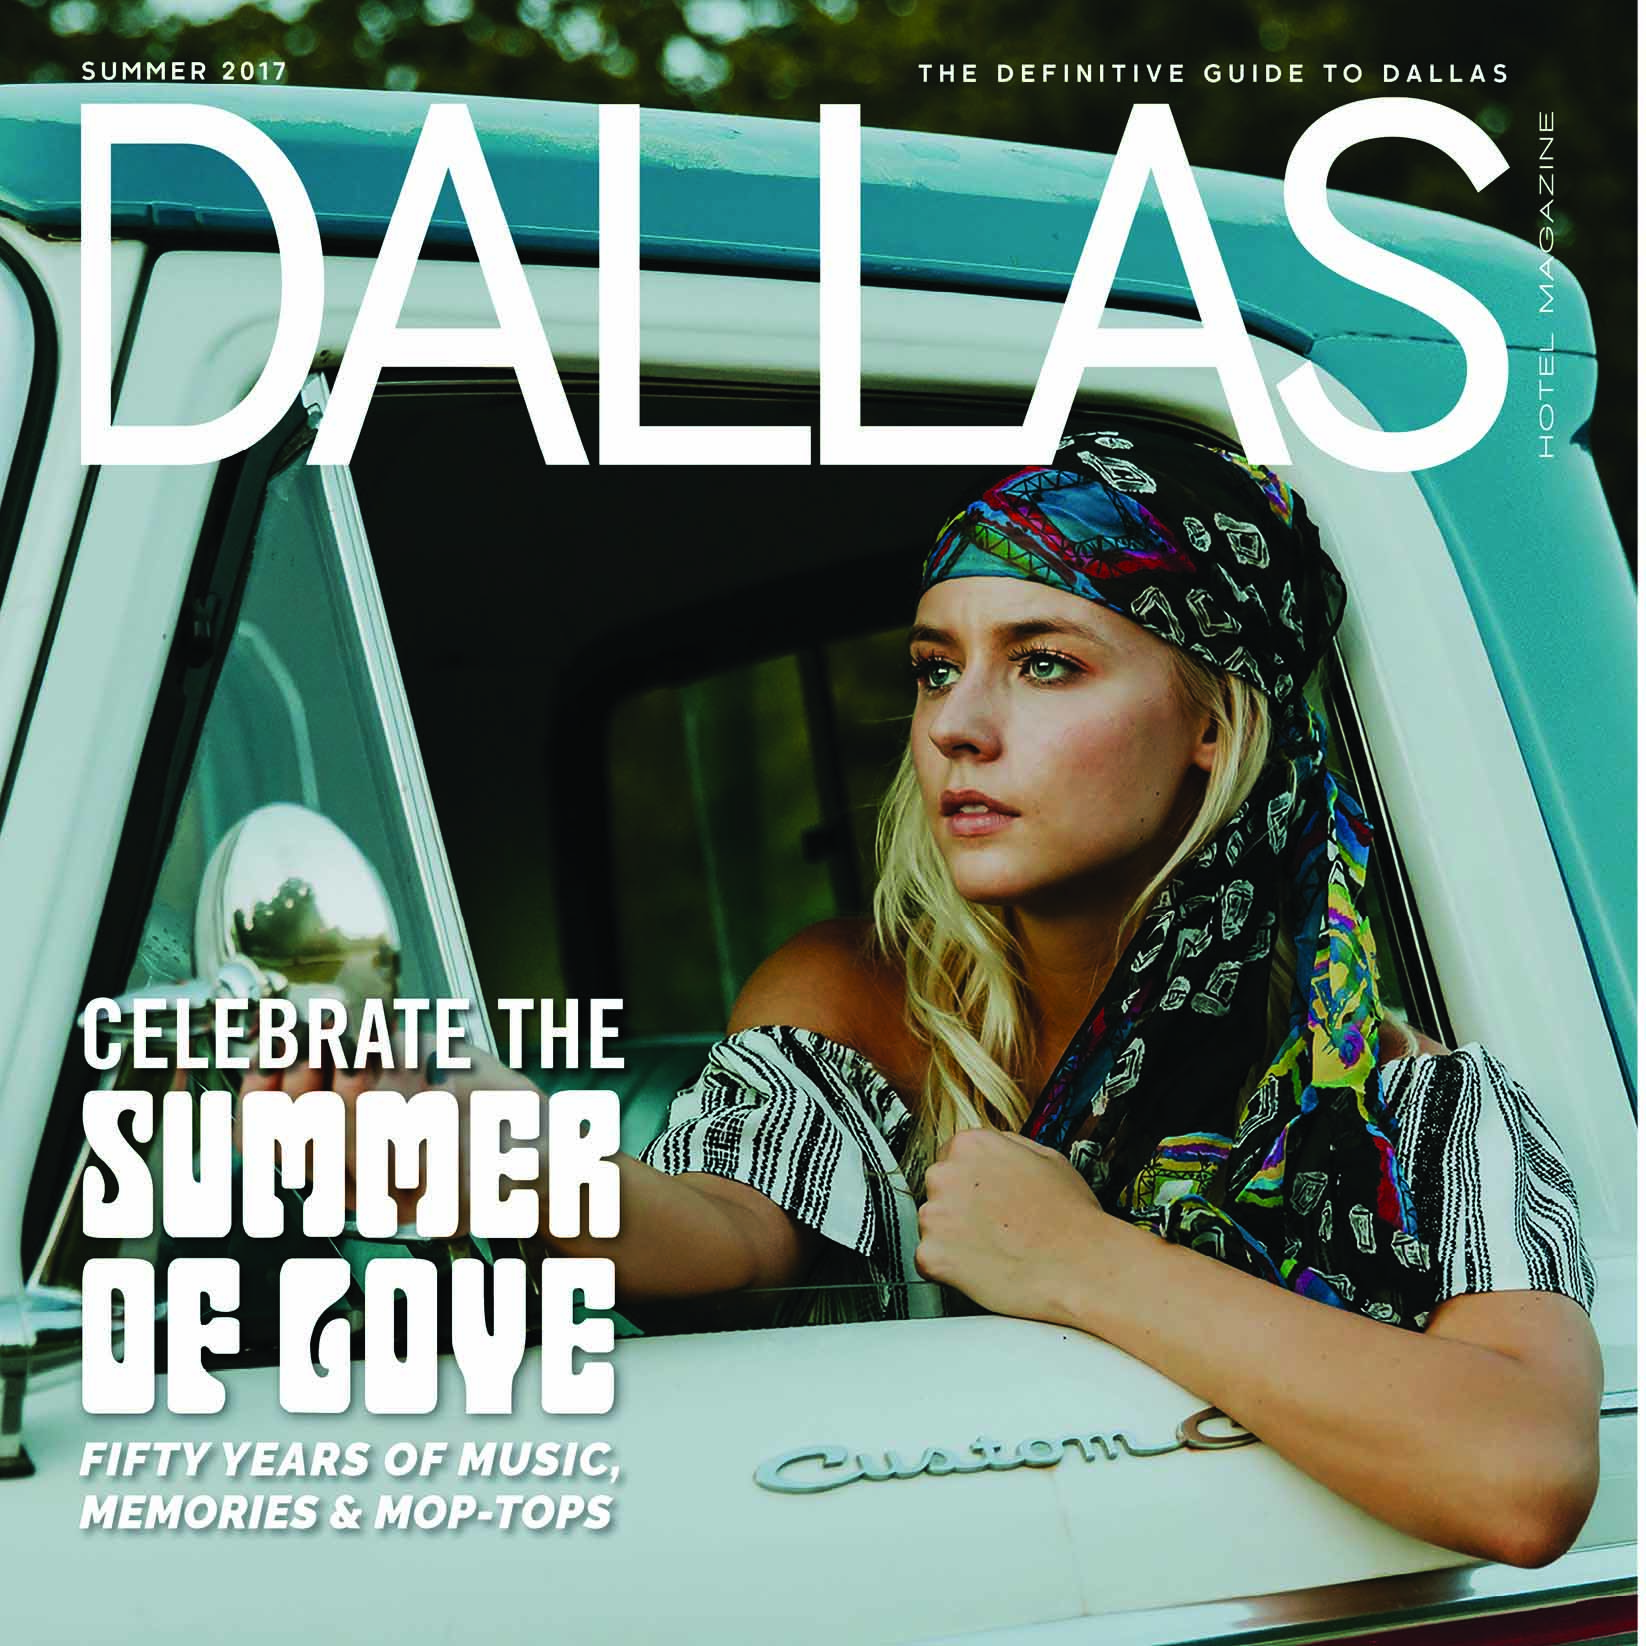 SUMMER 2017
THE DEFINITIVE GUIDE TO DALLAS
DALLAS
HOTEL MAGAZINE
CELEBRATE THE
SUMMER
OF LOVE
FIFTY YEARS OF MUSIC,
MEMORIES & MOP-TOPS
Custom C